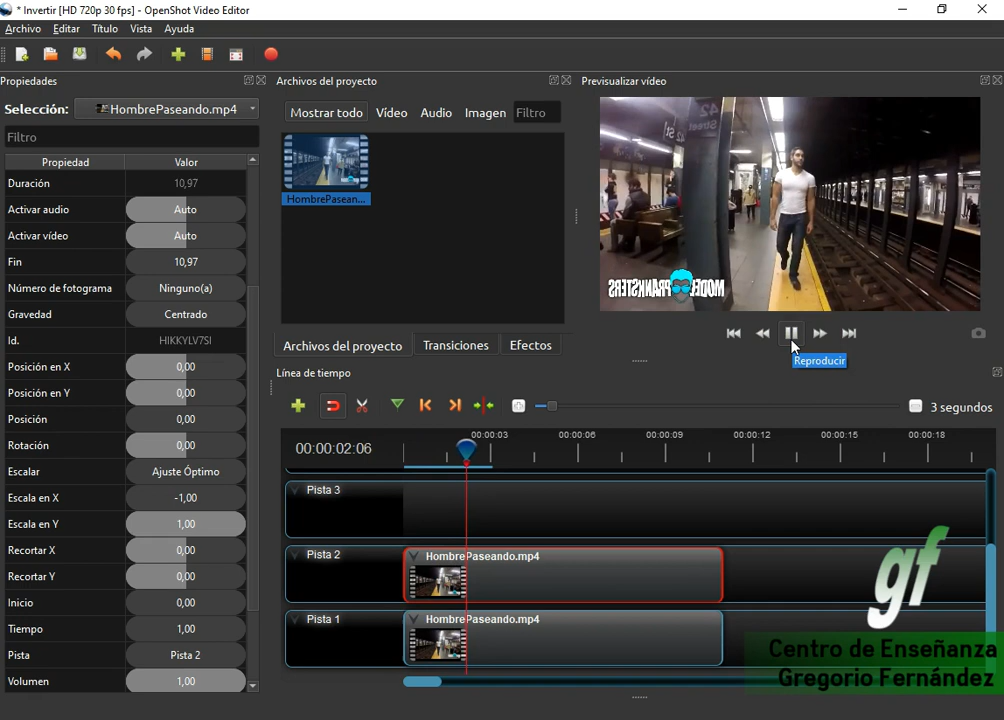 * Invertir [HD 720p 30 fps] - OpenShot Video Editor
Archivo Editar Título Vista Ayuda
Propiedades
Selección: HombrePaseando.mp4
Filtro
Propiedad Valor
Duración 10,97
Activar audio Auto
Activar vídeo Auto
Fin 10,97
Número de fotograma Ninguno(a)
Gravedad Centrado
Id. HIKKYLV7SI
Posición en X 0,00
Posición en Y 0,00
Posición 0,00
Rotación 0,00
Escalar Ajuste Óptimo
Escala en X -1,00
Escala en Y 1,00
Recortar X 0,00
Recortar Y 0,00
Inicio 0,00
Tiempo 1,00
Pista Pista 2
Volumen 1,00
Archivos del proyecto
Mostrar todo Vídeo Audio Imagen Filtro
HombrePasean...
Archivos del proyecto Transiciones Efectos
Previsualizar vídeo
42
Street
MODELPRANKSTERS
Reproducir
Línea de tiempo
3 segundos
00:00:02:06
00:00:03 00:00:06 00:00:09 00:00:12 00:00:15 00:00:18
Pista 3
Pista 2 HombrePaseando.mp4
Pista 1 HombrePaseando.mp4
gf
Centro de Enseñanza
Gregorio Fernández